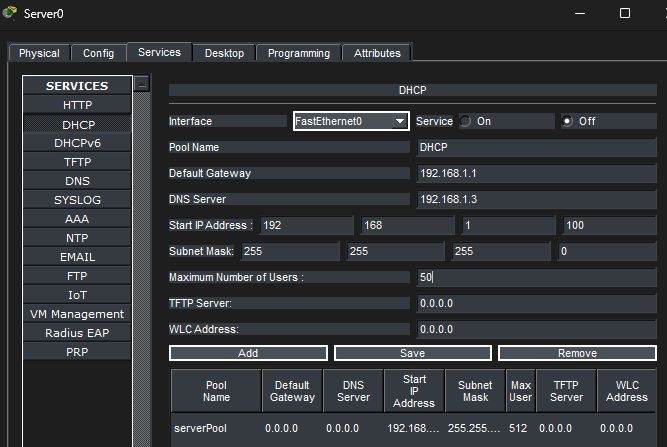 Server0
Physical Config Services Desktop Programming Attributes
SERVICES
HTTP
DHCP
DHCPv6
TFTP
DNS
SYSLOG
AAA
NTP
EMAIL
FTP
IoT
VM Management
Radius EAP
PRP
DHCP
Interface FastEthernet0 Service On Off
Pool Name DHCP
Default Gateway 192.168.1.1
DNS Server 192.168.1.3
Start IP Address : 192 168 1 100
Subnet Mask: 255 255 255 0
Maximum Number of Users : 50
TFTP Server: 0.0.0.0
WLC Address: 0.0.0.0
Add Save Remove
Pool Name Default Gateway DNS Server Start IP Address Subnet Mask Max User TFTP Server WLC Address
serverPool 0.0.0.0 0.0.0.0 192.168.... 255.255.... 512 0.0.0.0 0.0.0.0